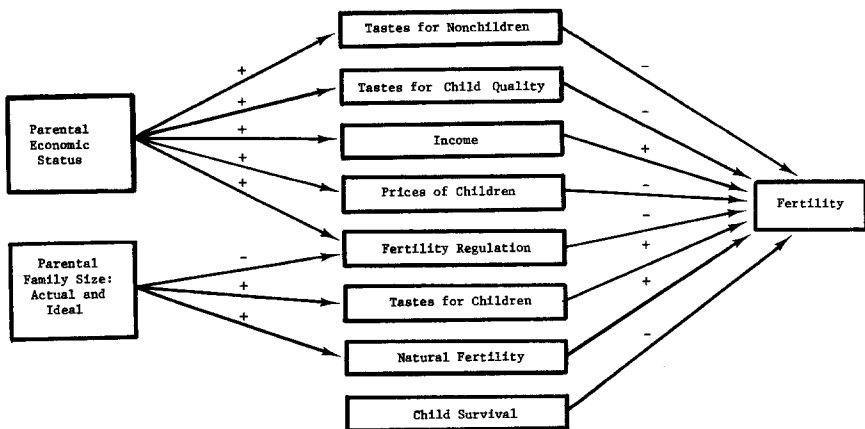 Tastes for Nonchildren
Tastes for Child Quality
Income
Prices of Children
Fertility Regulation
Tastes for Children
Natural Fertility
Child Survival
Parental
Economic
Status
Parental
Family Size:
Actual and
Ideal
Fertility
+
+
+
+
+
-
+
+
-
-
+
-
-
+
+
-